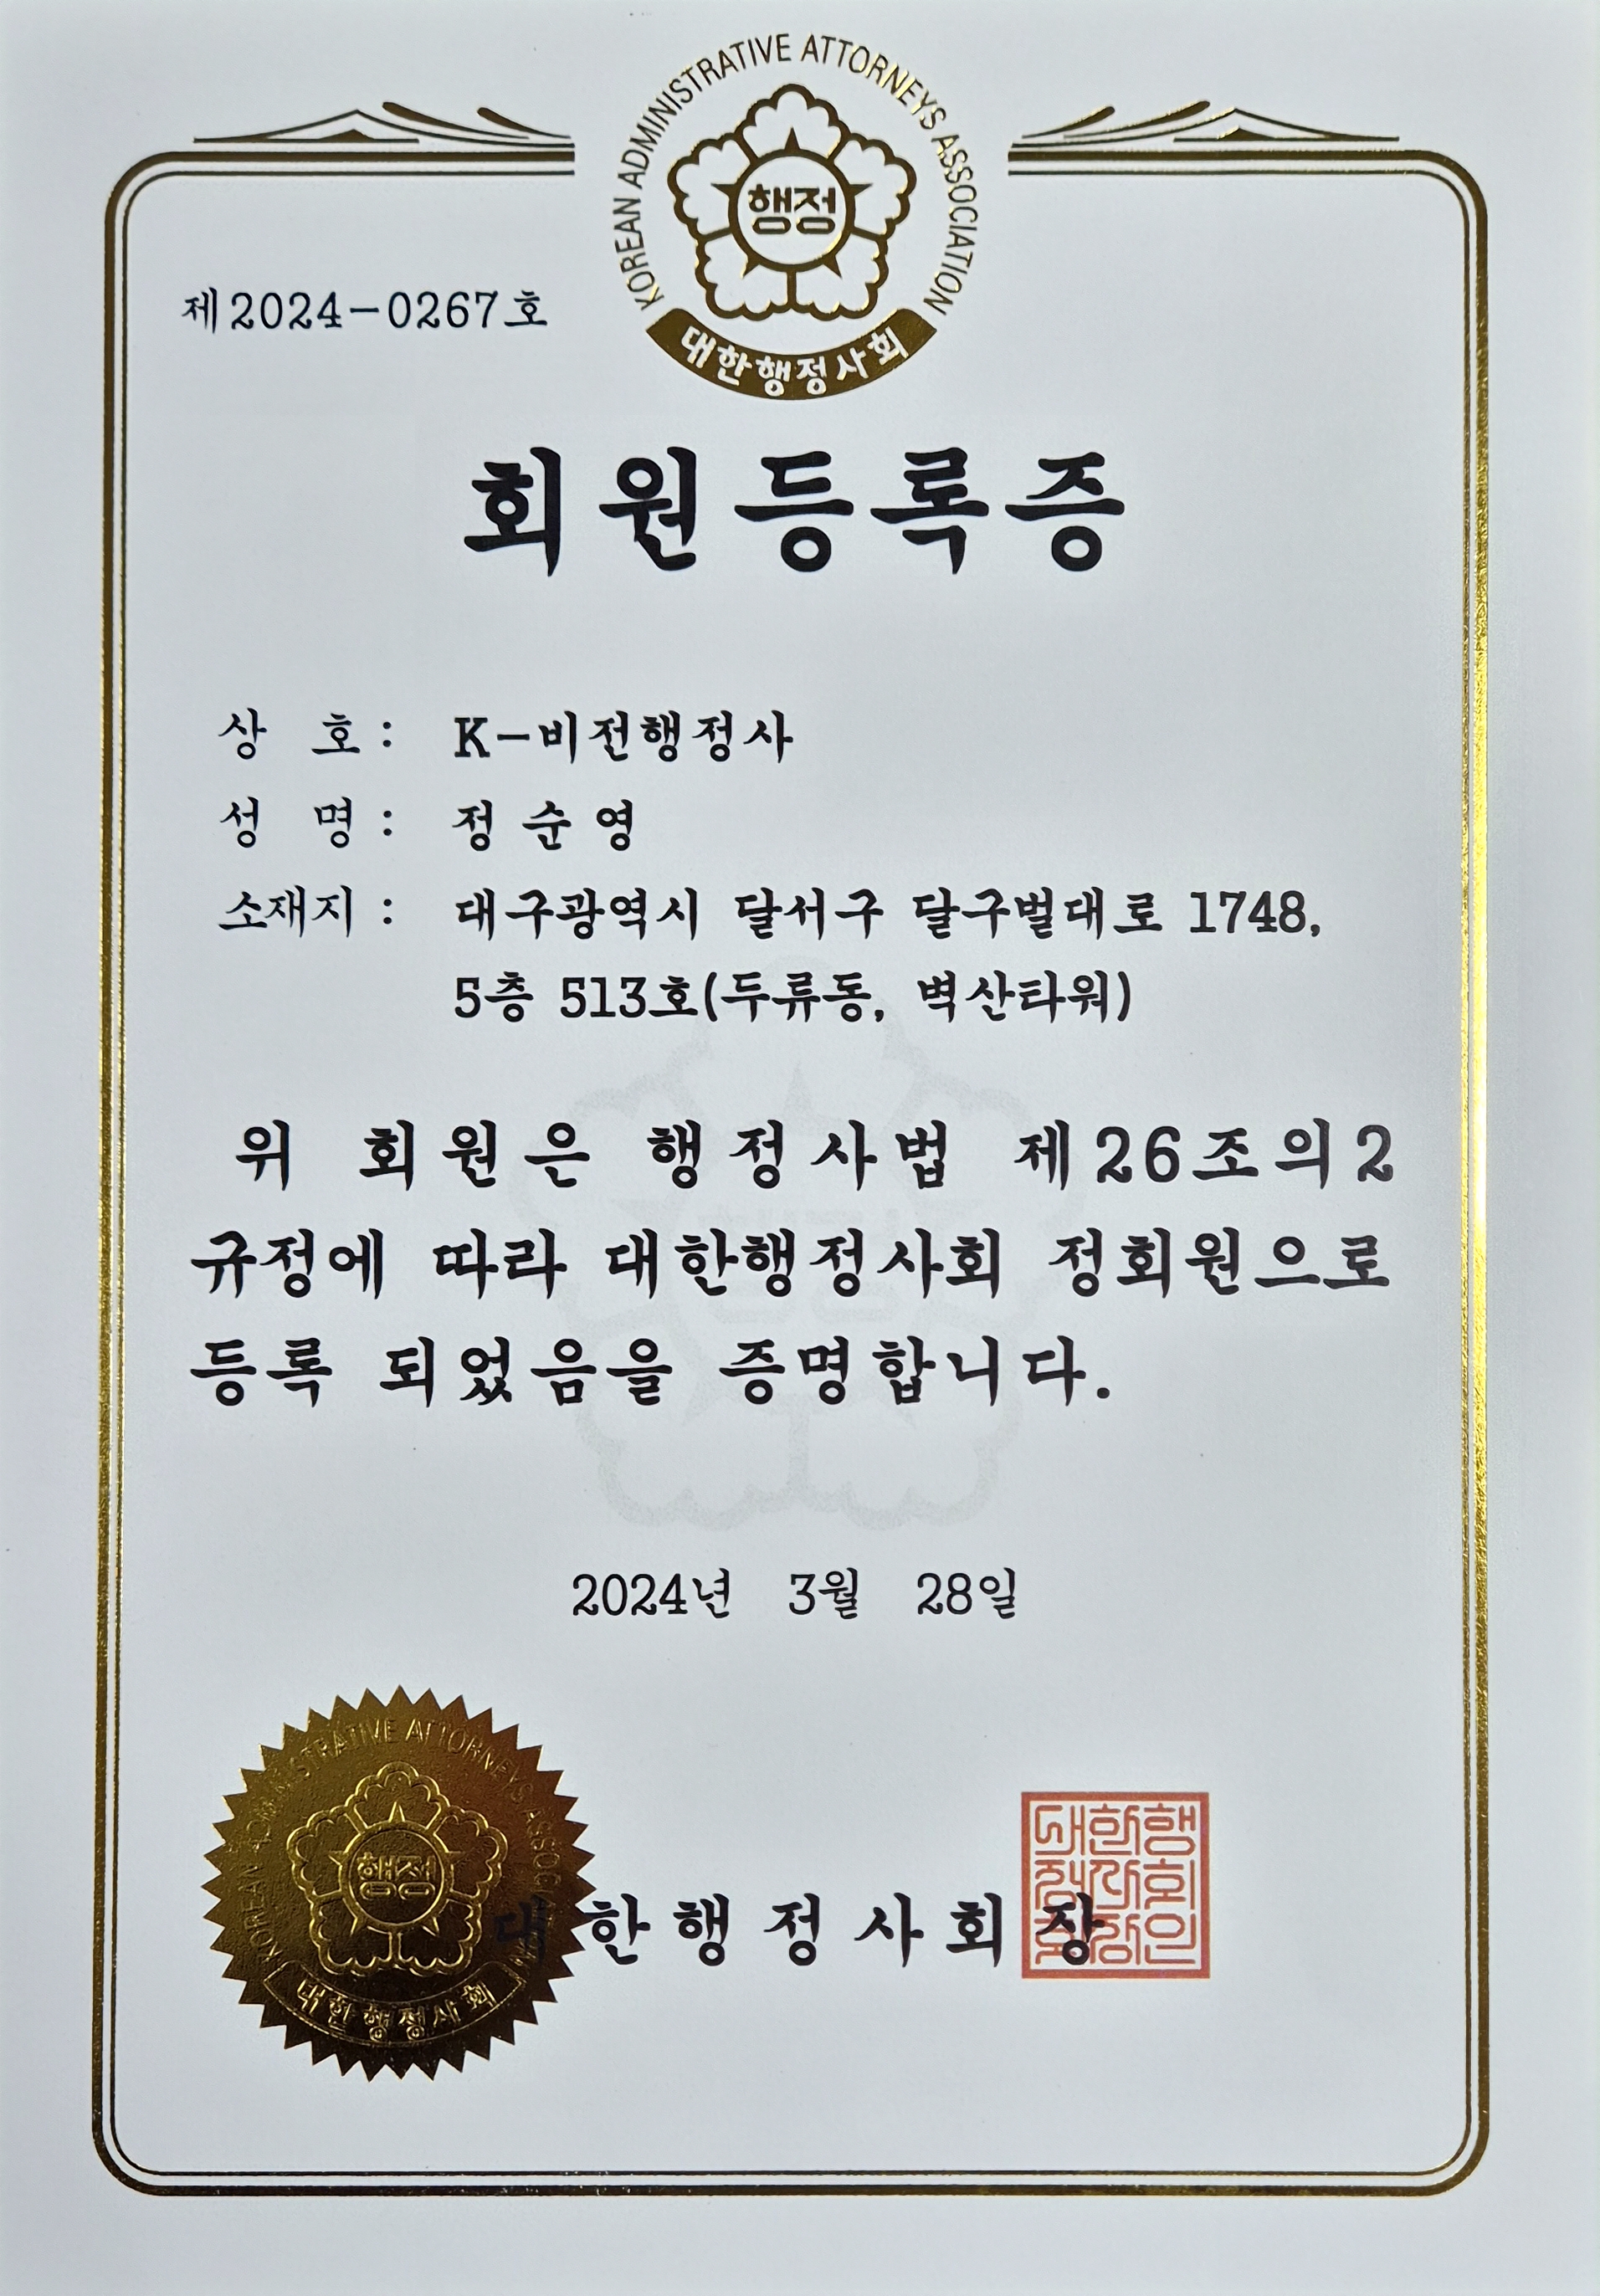 KOREAN ADMINISTRATIVE ATTORNEYS ASSOCIATION
행정
대한행정사회
제2024-0267호
회원등록증
상 호 : K-비전행정사
성 명 : 정 순 영
소재지 : 대구광역시 달서구 달구벌대로 1748,
5층 513호(두류동, 벽산타워)
위 회원은 행정사법 제26조의2
규정에 따라 대한행정사회 정회원으로
등록 되었음을 증명합니다.
2024년 3월 28일
KOREAN ADMINISTRATIVE ATTORNEYS ASSOCIATION
행정
대한행정사회
대한행정사회장
대한행
정사회
장인